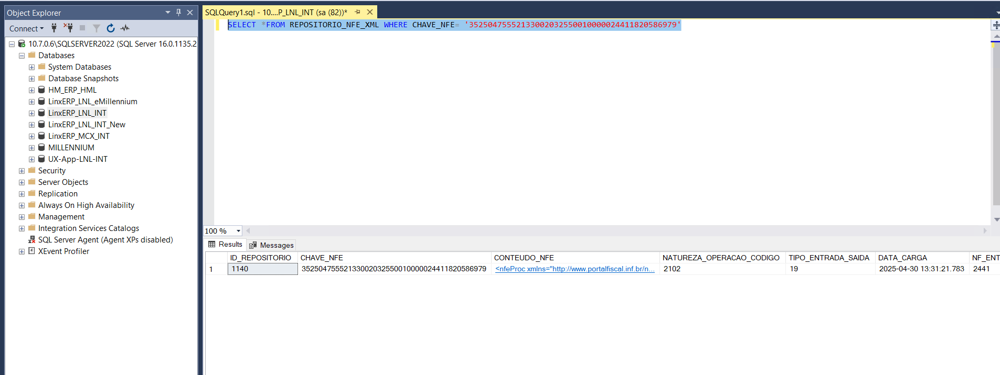 Object Explorer
Connect
10.7.0.6\SQLSERVER2022 (SQL Server 16.0.1135.2
Databases
System Databases
Database Snapshots
HM_ERP_HML
LinxERP_LNL_eMillennium
LinxERP_LNL_INT
LinxERP_LNL_INT_New
LinxERP_MCX_INT
MILLENNIUM
UX-App-LNL-INT
Security
Server Objects
Replication
Always On High Availability
Management
Integration Services Catalogs
SQL Server Agent (Agent XPs disabled)
XEvent Profiler
SQLQuery1.sql - 10....P_LNL_INT (sa (82))*
SELECT *FROM REPOSITORIO_NFE_XML WHERE CHAVE_NFE= '35250475552133002032550010000024411820586979'
100 %
Results Messages
ID_REPOSITORIO CHAVE_NFE CONTEUDO_NFE NATUREZA_OPERACAO_CODIGO TIPO_ENTRADA_SAIDA DATA_CARGA NF_ENT
1 1140 35250475552133002032550010000024411820586979 <nfeProc xmlns="http://www.portalfiscal.inf.br/n... 2102 19 2025-04-30 13:31:21.783 2441